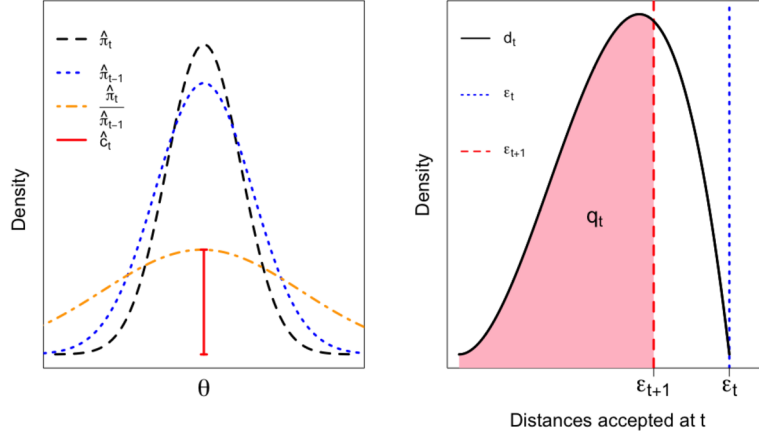 π̂t
π̂t−1
π̂t
π̂t−1
ĉt
Density
θ
dt
εt
εt+1
qt
Density
εt+1 εt
Distances accepted at t